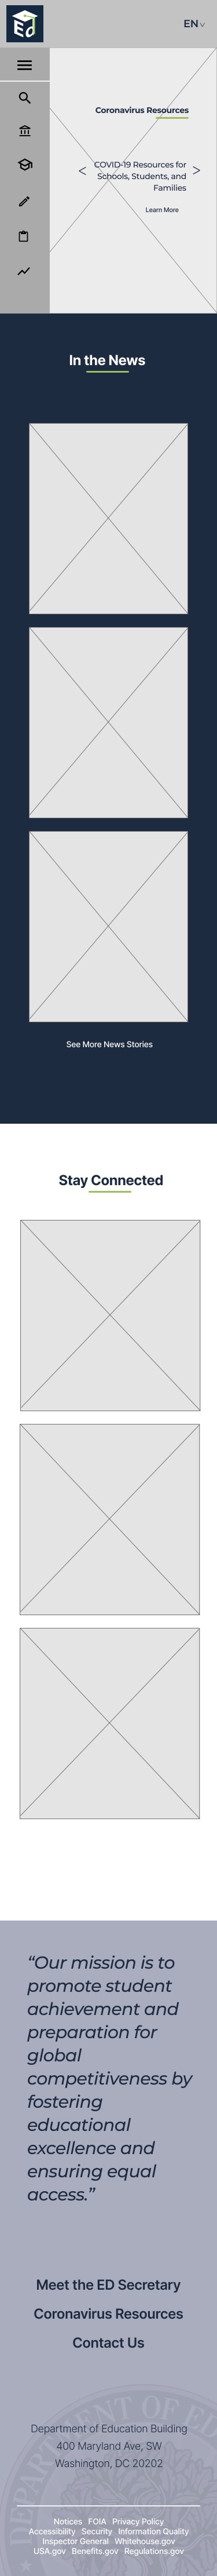 ED
EN
Coronavirus Resources
COVID-19 Resources for
Schools, Students, and
Families
Learn More
In the News
See More News Stories
Stay Connected
“Our mission is to
promote student
achievement and
preparation for
global
competitiveness by
fostering
educational
excellence and
ensuring equal
access.”
Meet the ED Secretary
Coronavirus Resources
Contact Us
Department of Education Building
400 Maryland Ave, SW
Washington, DC 20202
Notices FOIA Privacy Policy
Accessibility Security Information Quality
Inspector General Whitehouse.gov
USA.gov Benefits.gov Regulations.gov